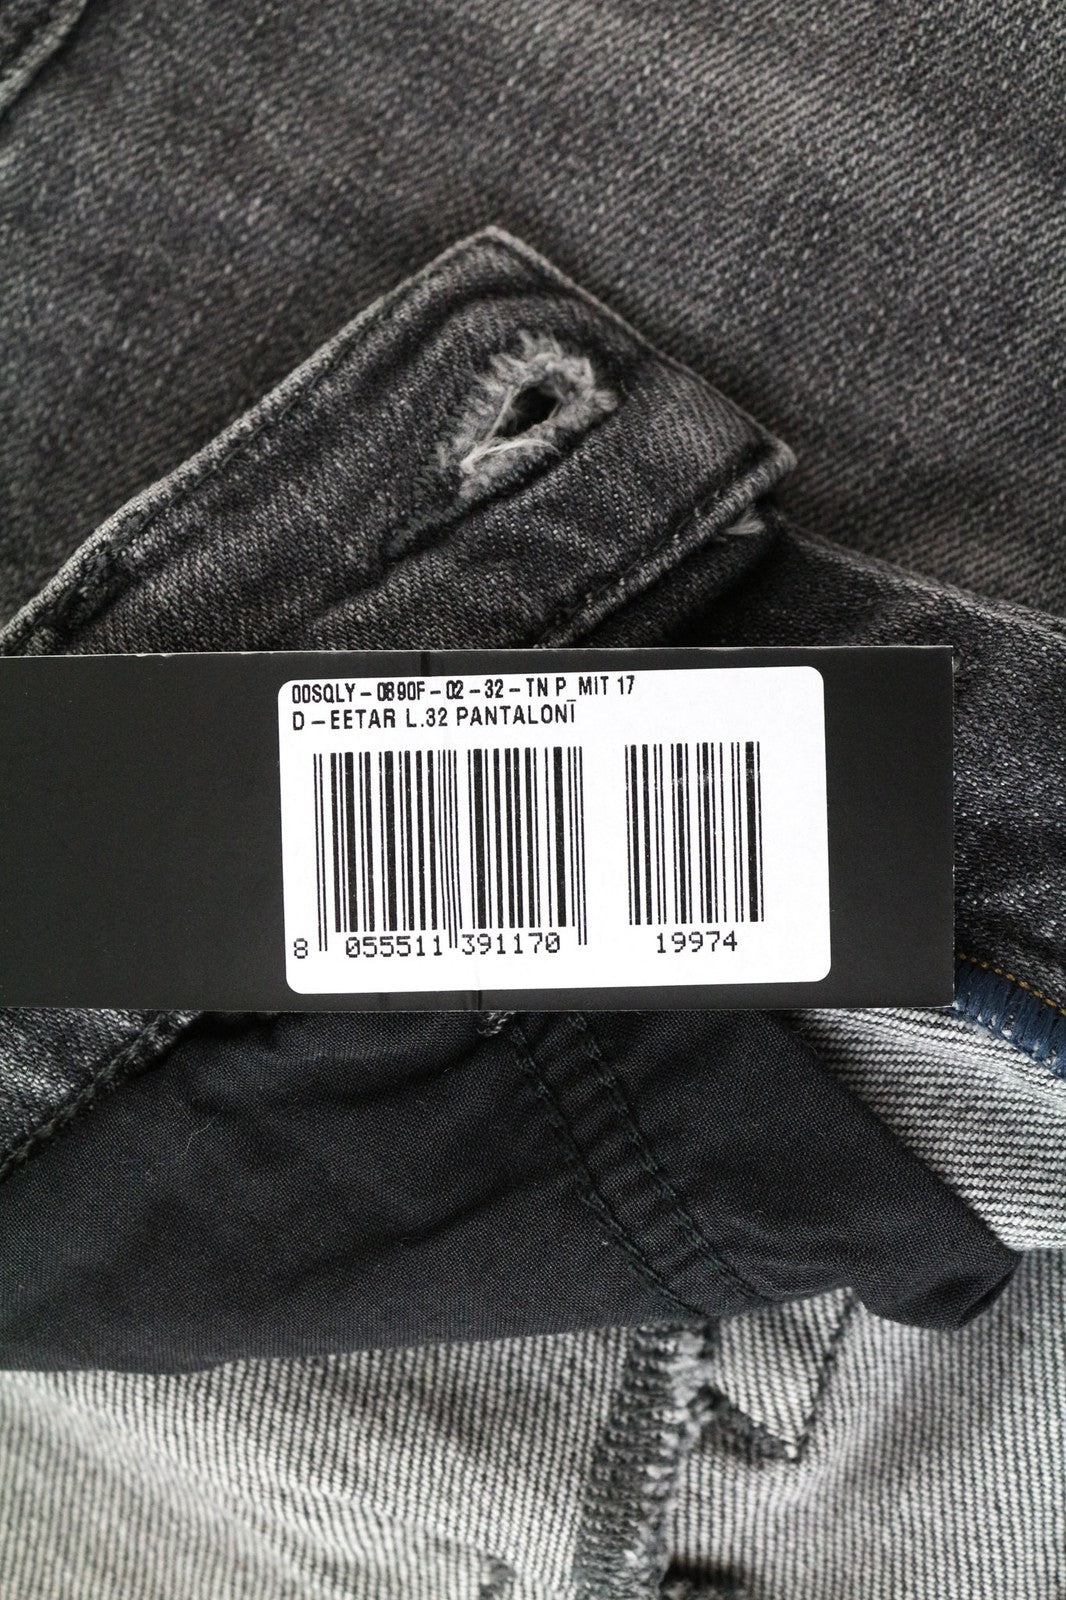 00SQLY-0890F-02-32-TN P_MIT 17
D-EETAR L.32 PANTALONI
8 055511 391170 19974